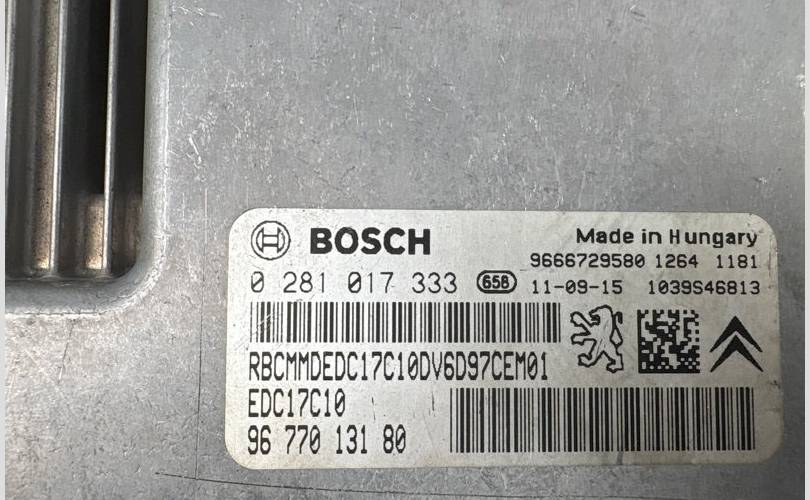 BOSCH
Made in Hungary
9666729580 1264 1181
0 281 017 333 658 11-09-15 1039S46813
RBCMMDEDC17C10DV6D97CEM01
EDC17C10
96 770 131 80